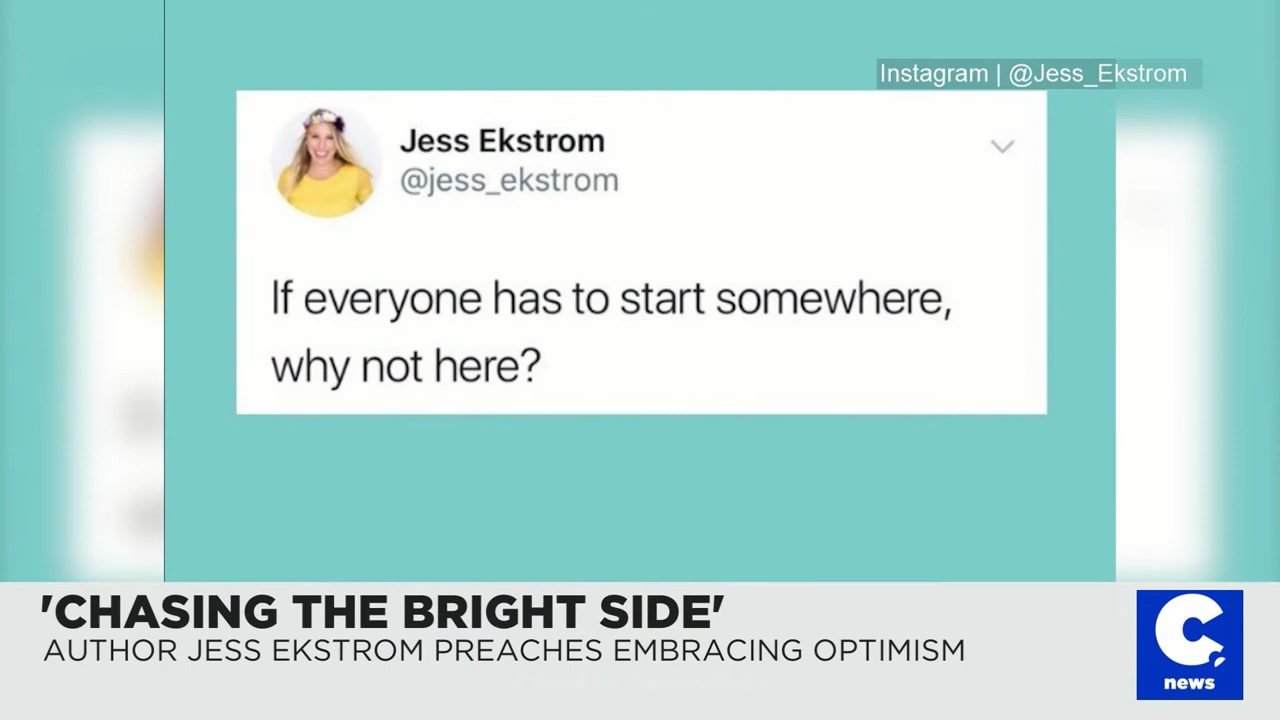 Instagram | @Jess_Ekstrom
Jess Ekstrom
@jess_ekstrom
If everyone has to start somewhere,
why not here?
'CHASING THE BRIGHT SIDE'
AUTHOR JESS EKSTROM PREACHES EMBRACING OPTIMISM
C
news